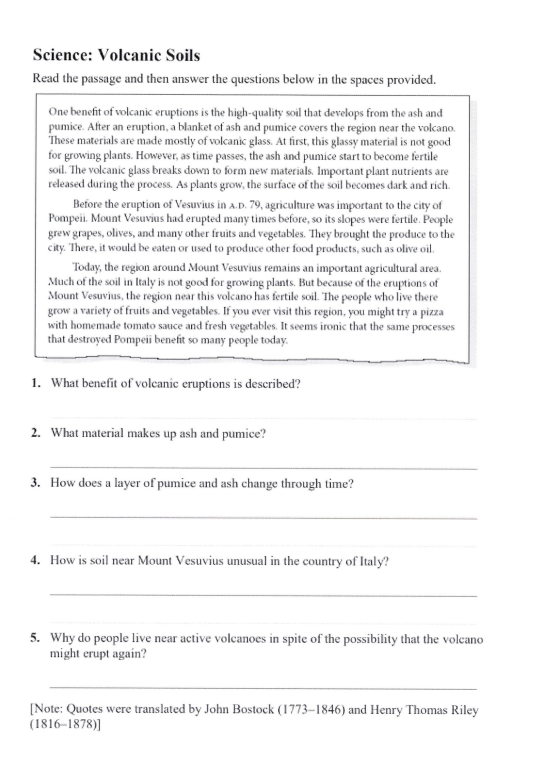 Science: Volcanic Soils
Read the passage and then answer the questions below in the spaces provided.
One benefit of volcanic eruptions is the high-quality soil that develops from the ash and
pumice. After an eruption, a blanket of ash and pumice covers the region near the volcano.
These materials are made mostly of volcanic glass. At first, this glassy material is not good
for growing plants. However, as time passes, the ash and pumice start to become fertile
soil. The volcanic glass breaks down to form new materials. Important plant nutrients are
released during the process. As plants grow, the surface of the soil becomes dark and rich.
Before the eruption of Vesuvius in A.D. 79, agriculture was important to the city of
Pompeii. Mount Vesuvius had erupted many times before, so its slopes were fertile. People
grew grapes, olives, and many other fruits and vegetables. They brought the produce to the
city. There, it would be eaten or used to produce other food products, such as olive oil.
Today, the region around Mount Vesuvius remains an important agricultural area.
Much of the soil in Italy is not good for growing plants. But because of the eruptions of
Mount Vesuvius, the region near this volcano has fertile soil. The people who live there
grow a variety of fruits and vegetables. If you ever visit this region, you might try a pizza
with homemade tomato sauce and fresh vegetables. It seems ironic that the same processes
that destroyed Pompeii benefit so many people today.
1. What benefit of volcanic eruptions is described?
2. What material makes up ash and pumice?
3. How does a layer of pumice and ash change through time?
4. How is soil near Mount Vesuvius unusual in the country of Italy?
5. Why do people live near active volcanoes in spite of the possibility that the volcano
might erupt again?
[Note: Quotes were translated by John Bostock (1773–1846) and Henry Thomas Riley
(1816–1878)]